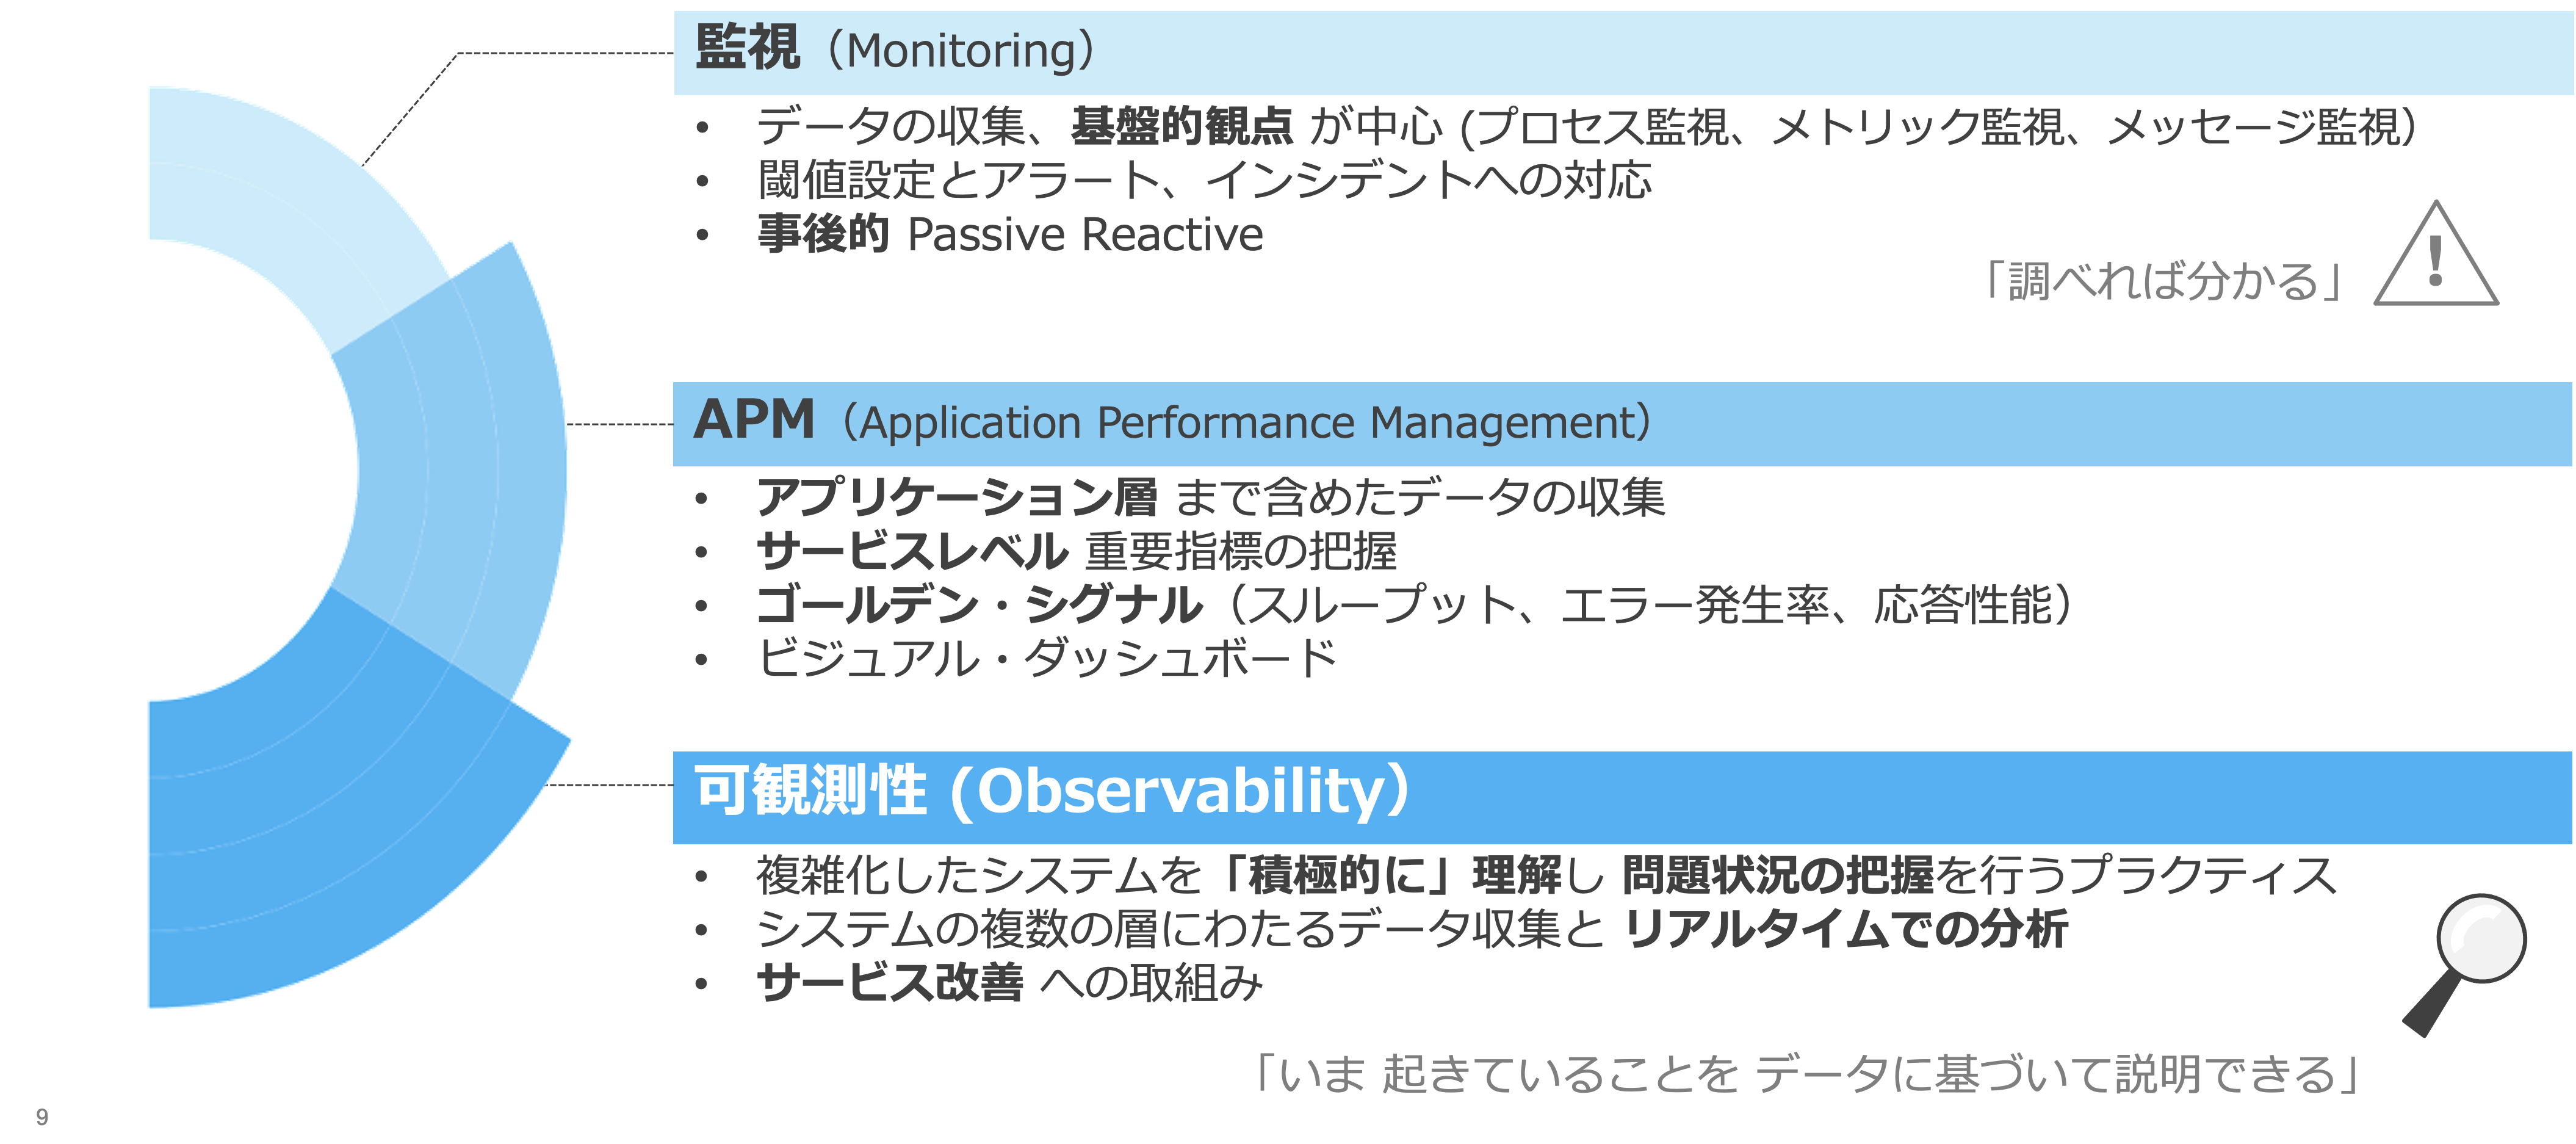 監視（Monitoring）
• データの収集、基盤的観点 が中心 (プロセス監視、メトリック監視、メッセージ監視）
• 閾値設定とアラート、インシデントへの対応
• 事後的 Passive Reactive
「調べれば分かる」
!
APM（Application Performance Management）
• アプリケーション層 まで含めたデータの収集
• サービスレベル 重要指標の把握
• ゴールデン・シグナル（スループット、エラー発生率、応答性能）
• ビジュアル・ダッシュボード
可観測性 (Observability）
• 複雑化したシステムを「積極的に」理解し 問題状況の把握を行うプラクティス
• システムの複数の層にわたるデータ収集と リアルタイムでの分析
• サービス改善 への取組み
「いま 起きていることを データに基づいて説明できる」
9